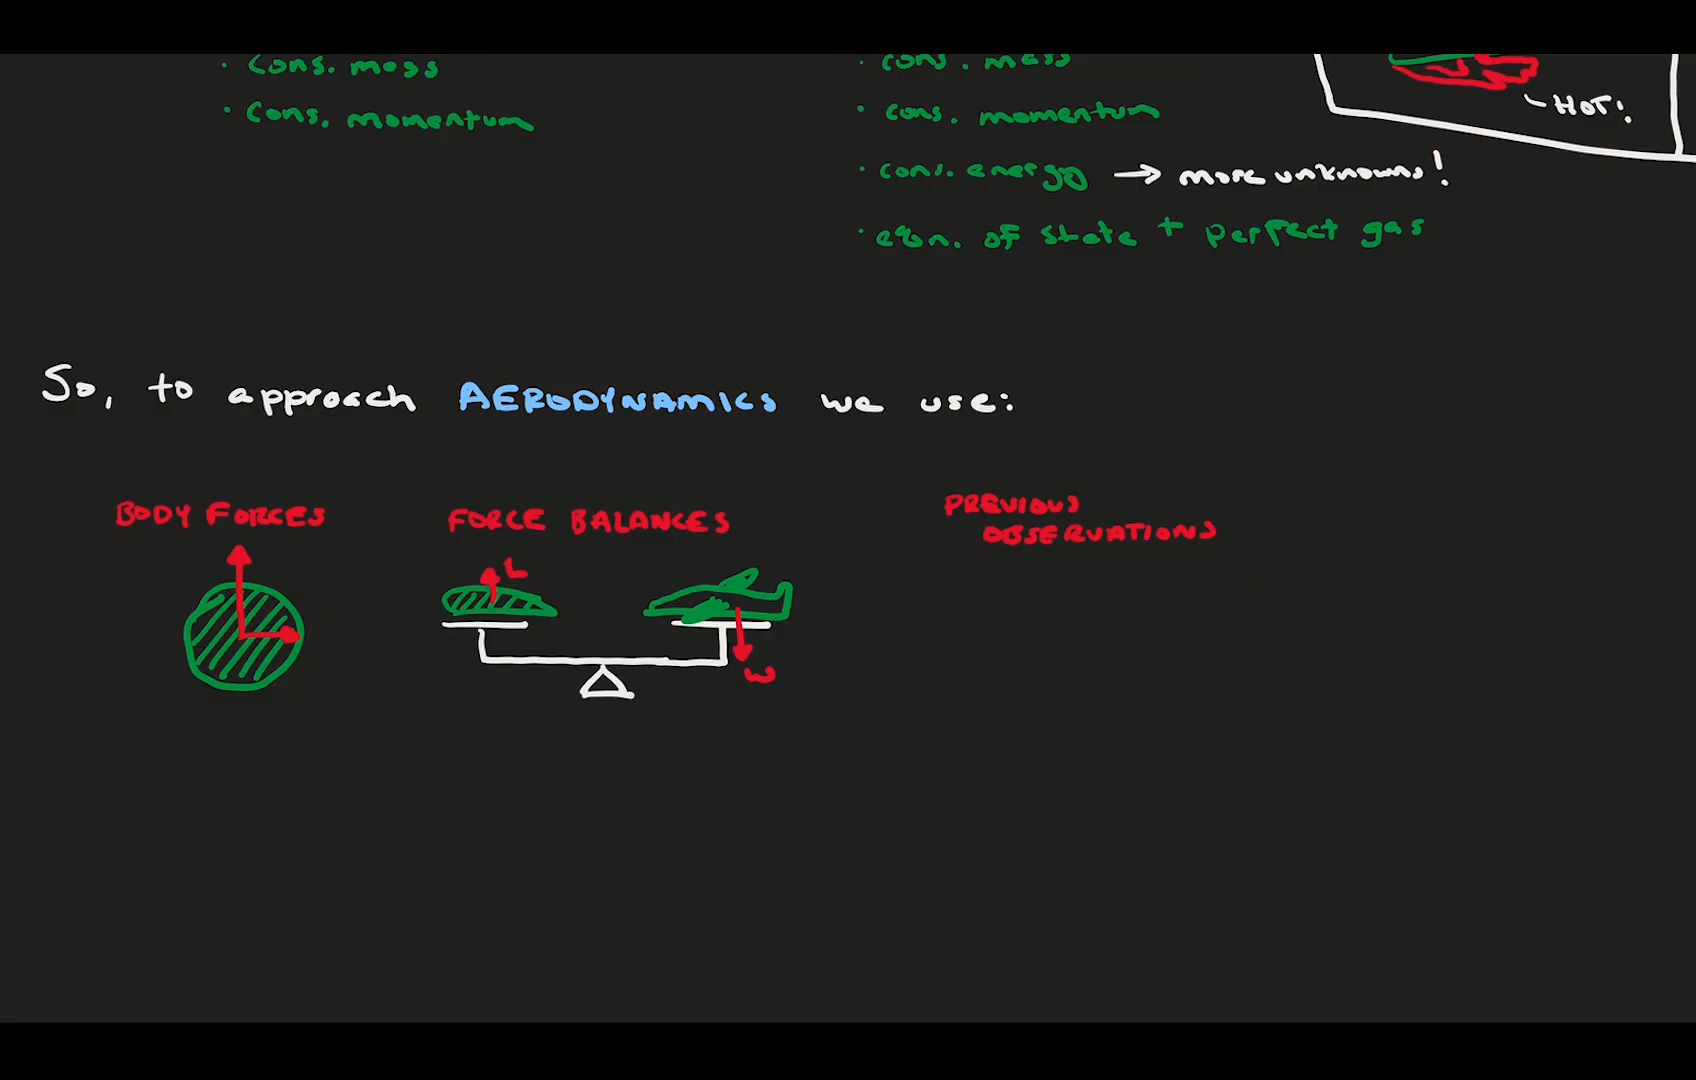 · Cons. mass
· Cons. momentum
· cons. mass
· cons. momentum
· cons. energy → more unknowns!
· eqn. of state + perfect gas
HOT!
So, to approach AERODYNAMICS we use:
BODY FORCES
FORCE BALANCES
L
W
PREVIOUS
OBSERVATIONS